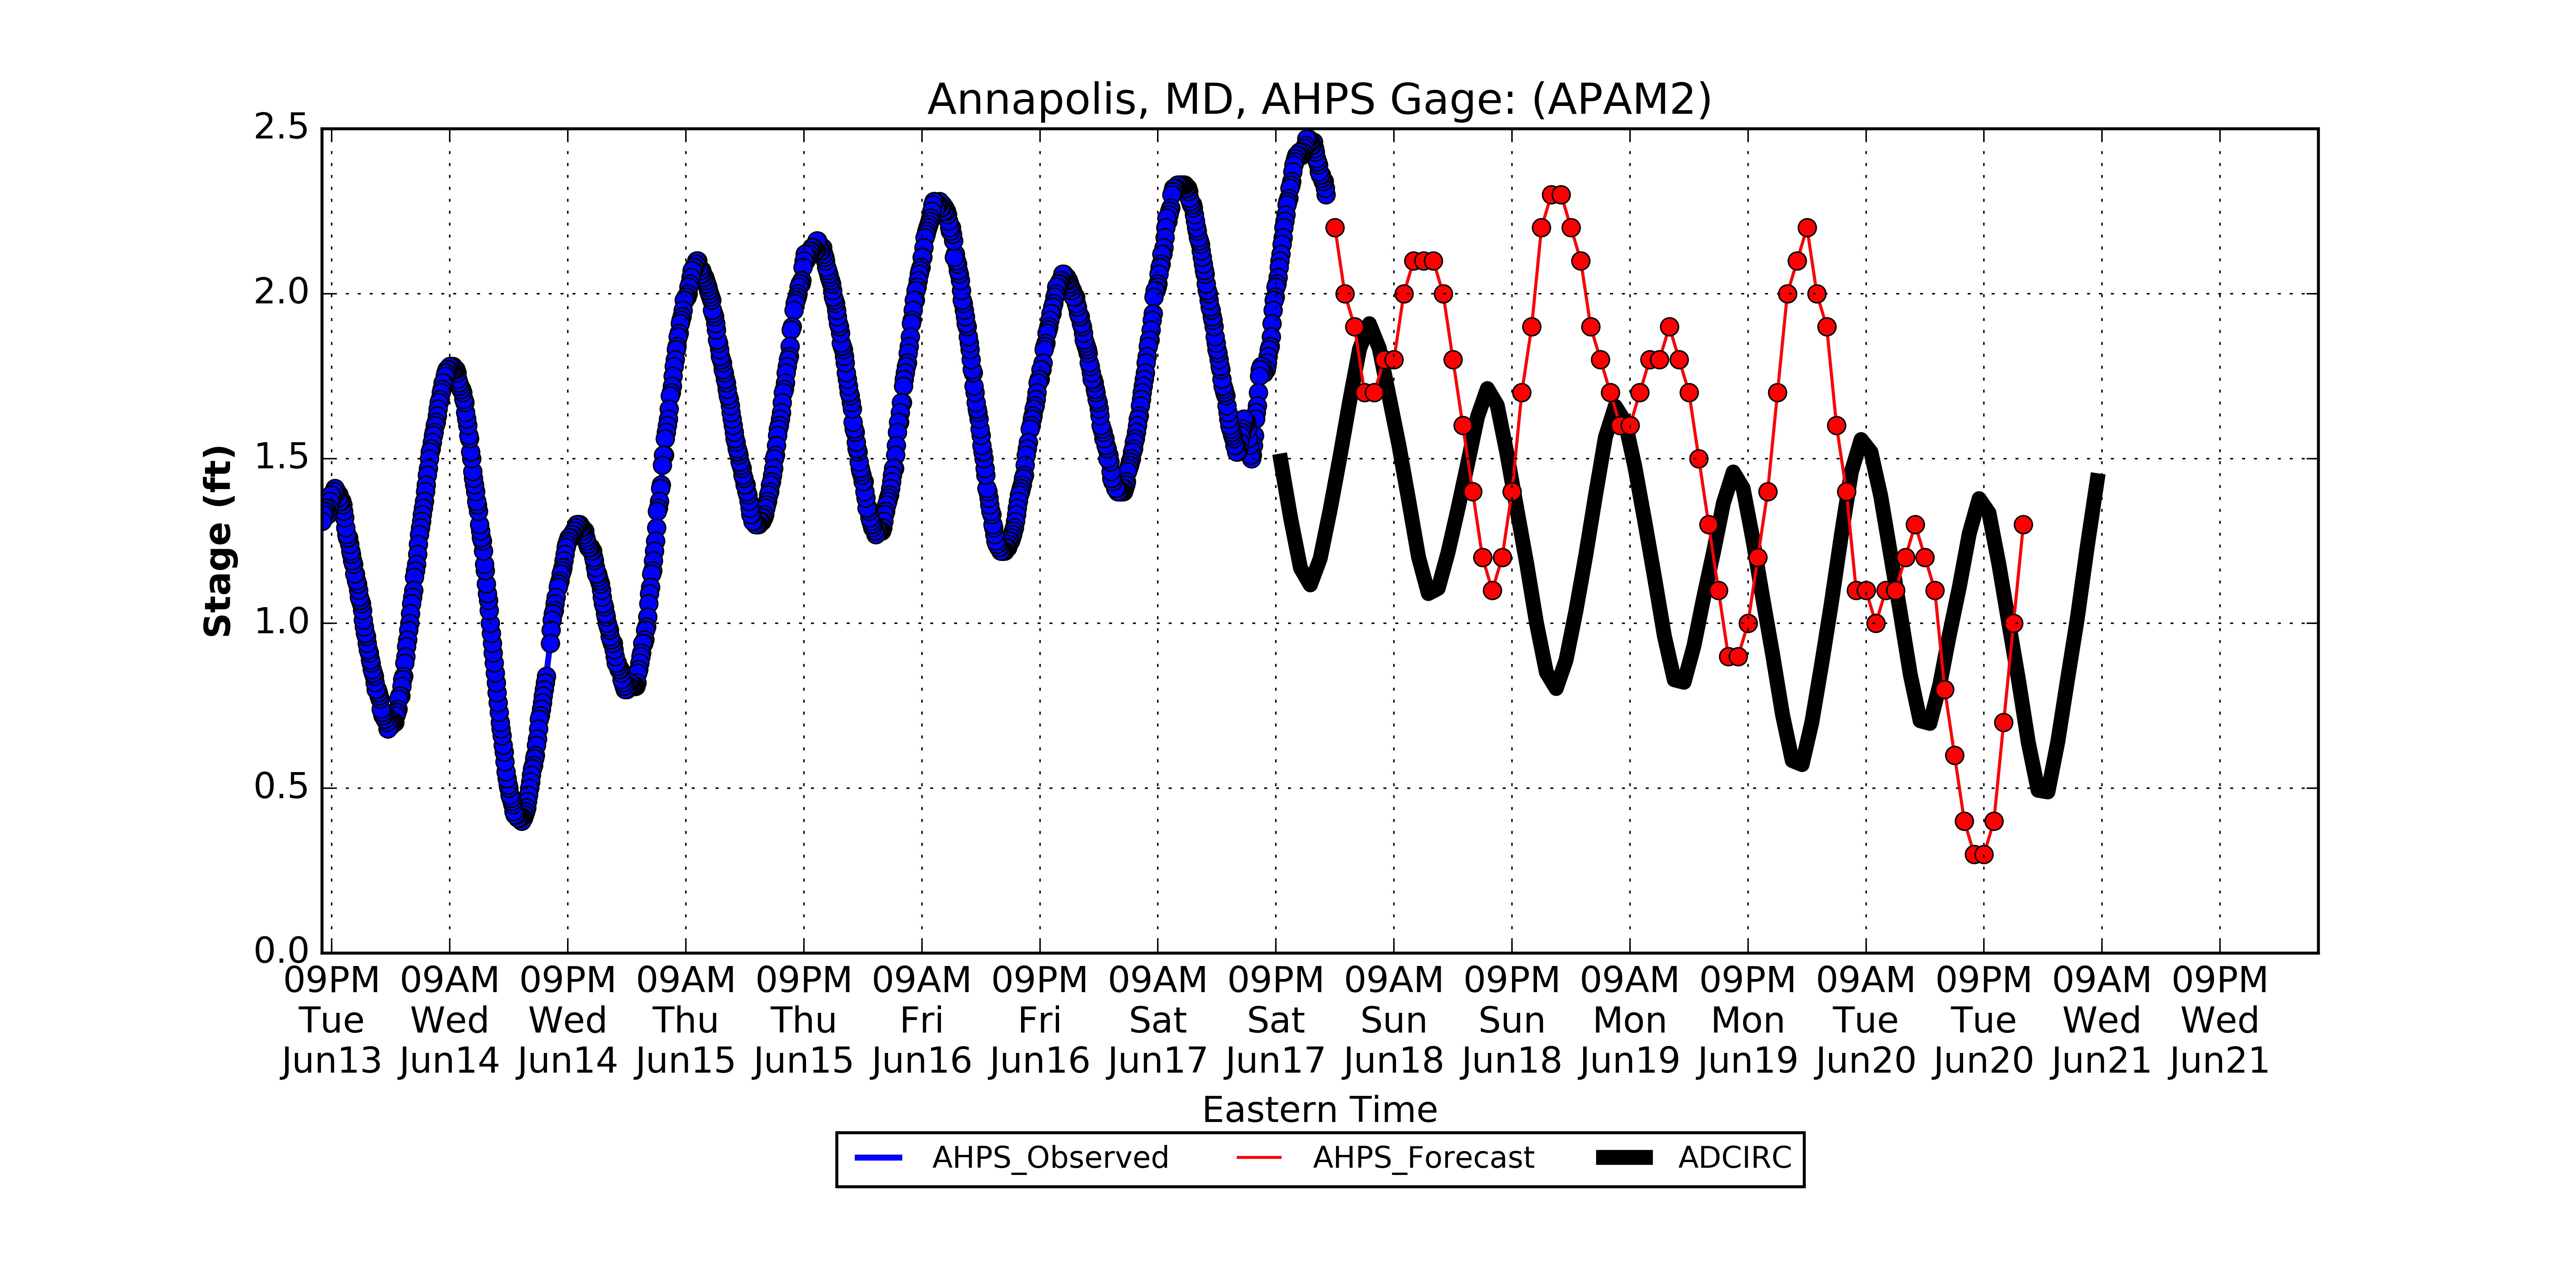 Annapolis, MD, AHPS Gage: (APAM2)
2.5
2.0
1.5
1.0
0.5
0.0
Stage (ft)
09PM 09AM 09PM 09AM 09PM 09AM 09PM 09AM 09PM 09AM 09PM 09AM 09PM 09AM 09PM 09AM 09PM
Tue Wed Wed Thu Thu Fri Fri Sat Sat Sun Sun Mon Mon Tue Tue Wed Wed
Jun13 Jun14 Jun14 Jun15 Jun15 Jun16 Jun16 Jun17 Jun17 Jun18 Jun18 Jun19 Jun19 Jun20 Jun20 Jun21 Jun21
Eastern Time
AHPS_Observed AHPS_Forecast ADCIRC